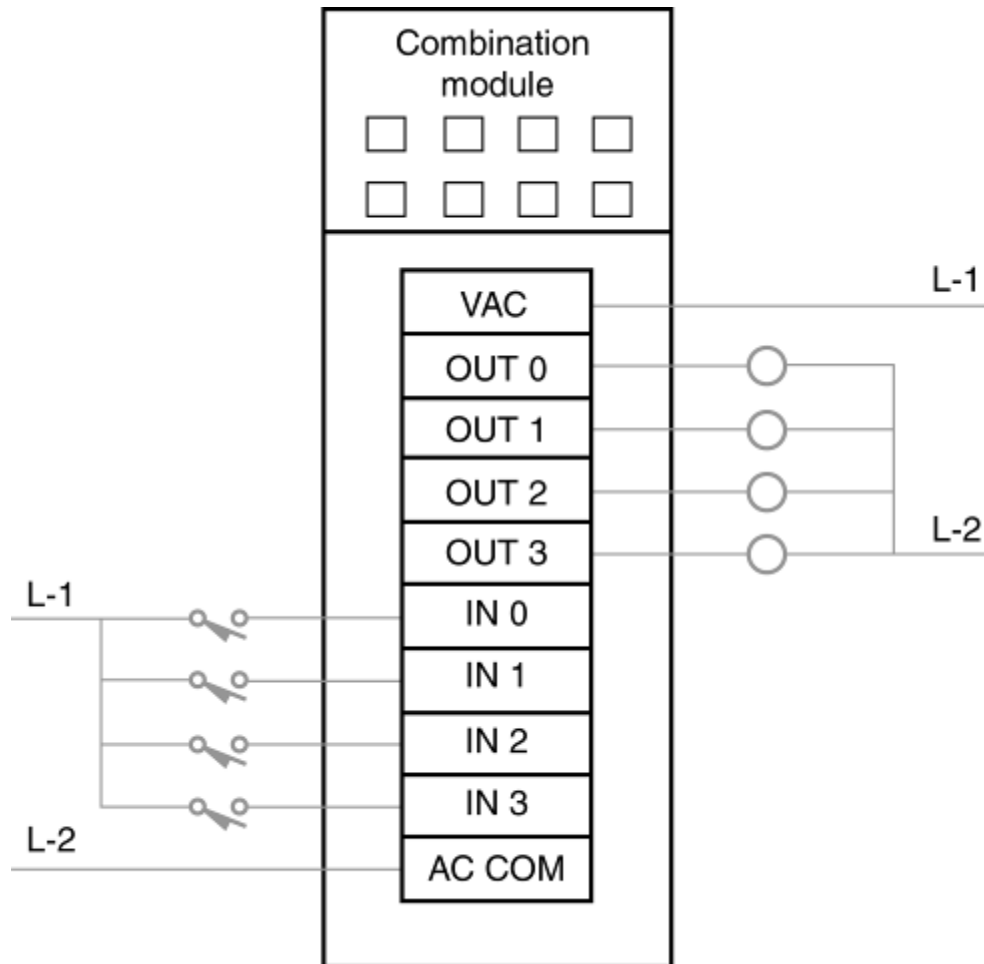 Combination
module
L-1
VAC
OUT 0
OUT 1
OUT 2
L-2
OUT 3
L-1
IN 0
IN 1
IN 2
IN 3
L-2
AC COM